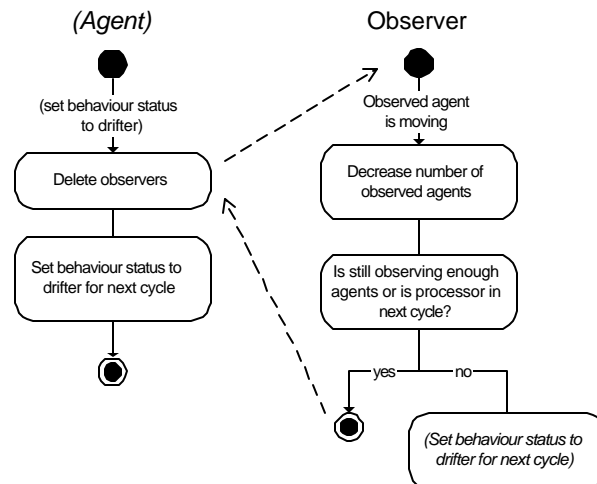 (Agent)
(set behaviour status
to drifter)
Delete observers
Set behaviour status to
drifter for next cycle
Observer
Observed agent
is moving
Decrease number of
observed agents
Is still observing enough
agents or is processor in
next cycle?
yes
no
(Set behaviour status to
drifter for next cycle)